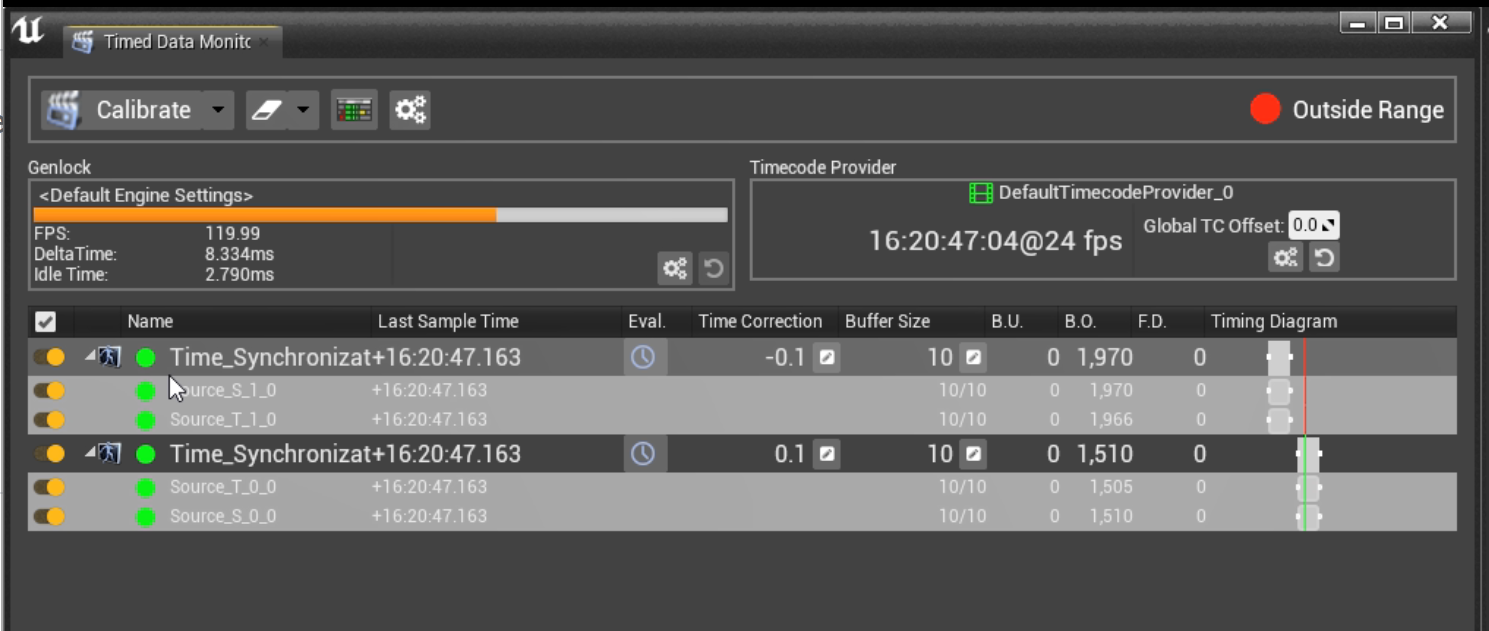 Timed Data Monitc
Calibrate
Outside Range
Genlock
<Default Engine Settings>
FPS: 119.99
DeltaTime: 8.334ms
Idle Time: 2.790ms
Timecode Provider
DefaultTimecodeProvider_0
16:20:47:04@24 fps
Global TC Offset: 0.0
Name Last Sample Time Eval. Time Correction Buffer Size B.U. B.O. F.D. Timing Diagram
Time_Synchronizat+16:20:47.163 -0.1 10 0 1,970 0
urce_S_1_0 +16:20:47.163 10/10 0 1,970 0
Source_T_1_0 +16:20:47.163 10/10 0 1,966 0
Time_Synchronizat+16:20:47.163 0.1 10 0 1,510 0
Source_T_0_0 +16:20:47.163 10/10 0 1,505 0
Source_S_0_0 +16:20:47.163 10/10 0 1,510 0